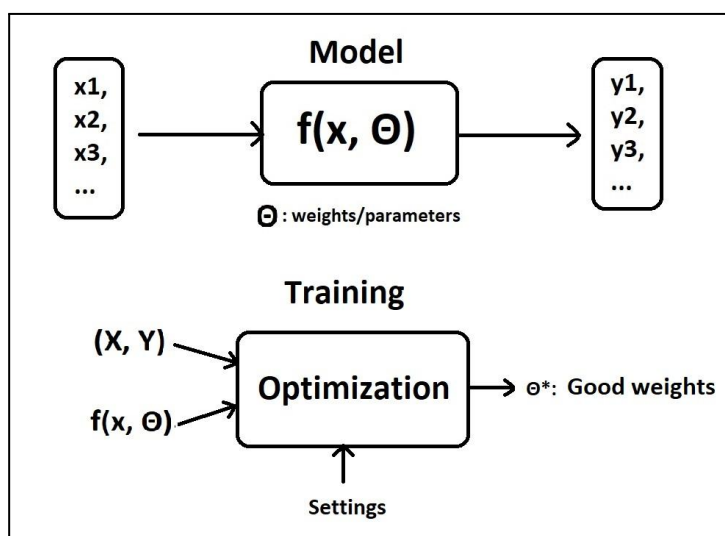 Model
x1,
x2,
x3,
...
f(x, Θ)
y1,
y2,
y3,
...
Θ : weights/parameters
Training
(X, Y)
f(x, Θ)
Optimization
Θ*: Good weights
Settings